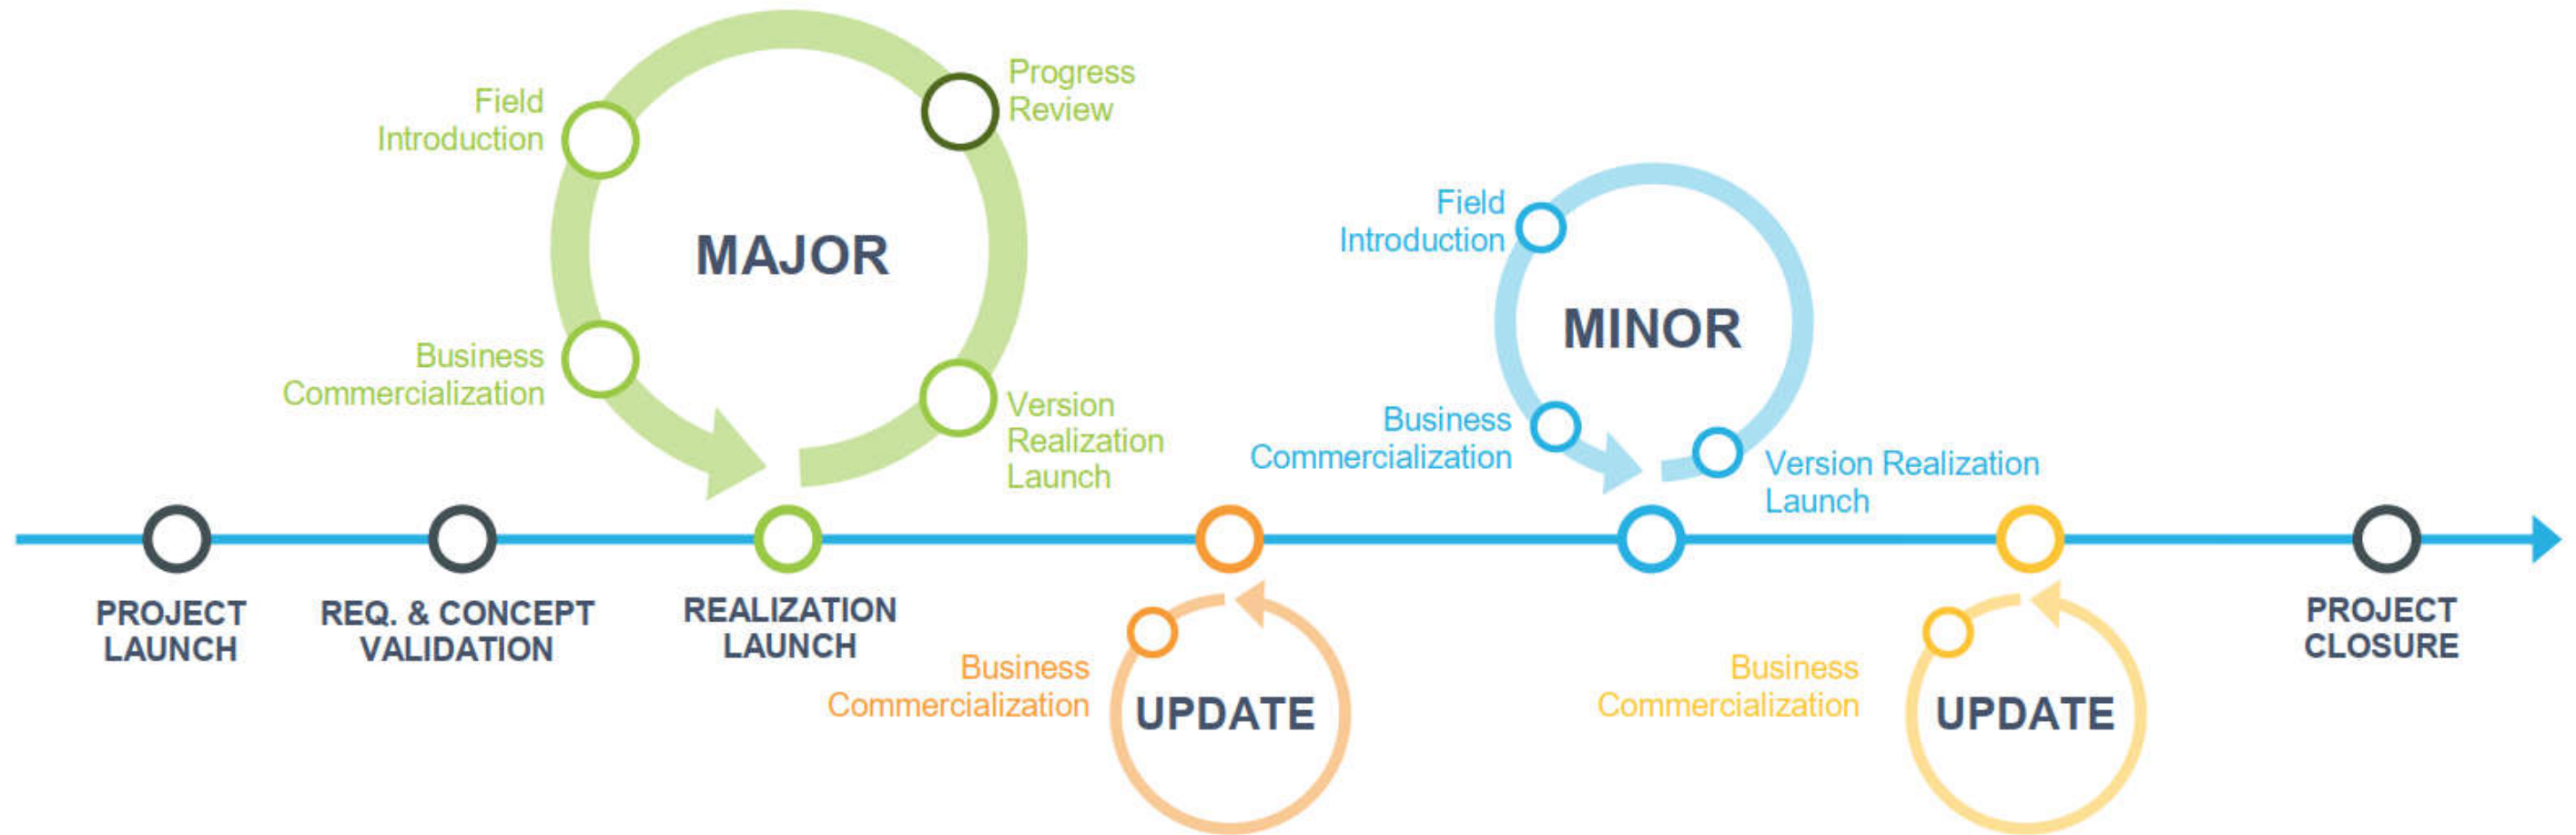 Progress
Review
Field
Introduction
MAJOR
Business
Commercialization
Version
Realization
Launch
Field
Introduction
MINOR
Business
Commercialization
Version Realization
Launch
PROJECT
LAUNCH
REQ. & CONCEPT
VALIDATION
REALIZATION
LAUNCH
Business
Commercialization
UPDATE
Business
Commercialization
UPDATE
PROJECT
CLOSURE